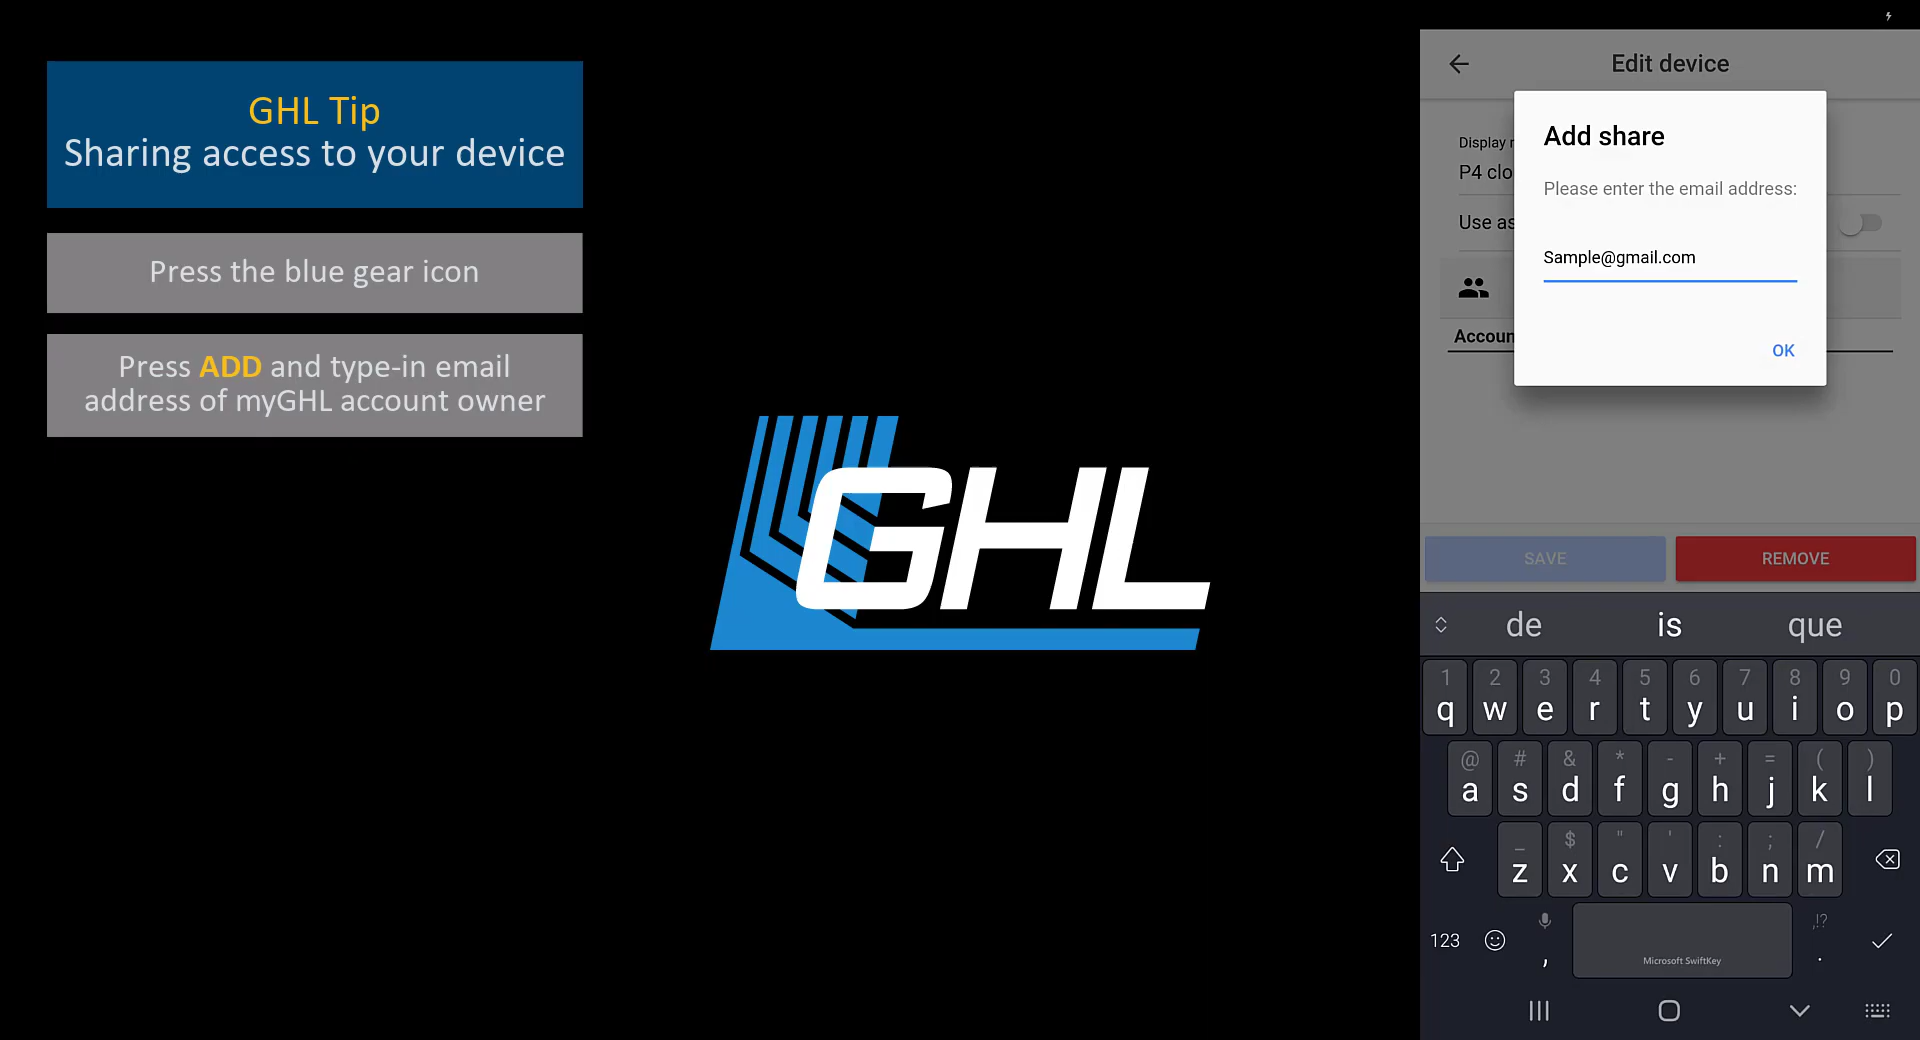 GHL Tip
Sharing access to your device
Press the blue gear icon
Press ADD and type-in email
address of myGHL account owner
GHL
Edit device
Add share
Please enter the email address:
Sample@gmail.com
OK
Display
P4 clo
Use as
Accoun
SAVE
REMOVE
de is que
1 2 3 4 5 6 7 8 9 0
q w e r t y u i o p
@ # & * - + = ( )
a s d f g h j k l
_ $ " ' : ; /
z x c v b n m
,!?
123 , .
Microsoft SwiftKey